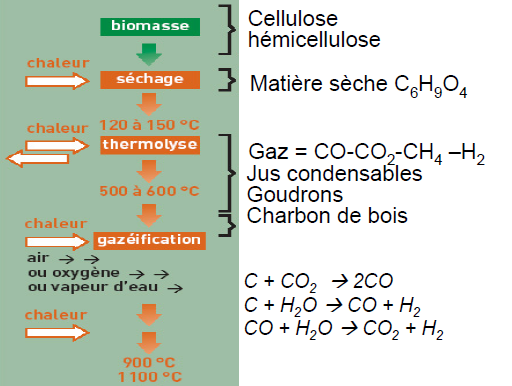 biomasse
Cellulose
hémicellulose
chaleur
séchage
Matière sèche C₆H₉O₄
120 à 150 °C
chaleur
thermolyse
Gaz = CO-CO₂-CH₄ –H₂
Jus condensables
Goudrons
Charbon de bois
500 à 600 °C
chaleur
gazéification
air → →
ou oxygène → →
ou vapeur d'eau →
C + CO₂ → 2CO
C + H₂O → CO + H₂
CO + H₂O → CO₂ + H₂
chaleur
900 °C
1100 °C